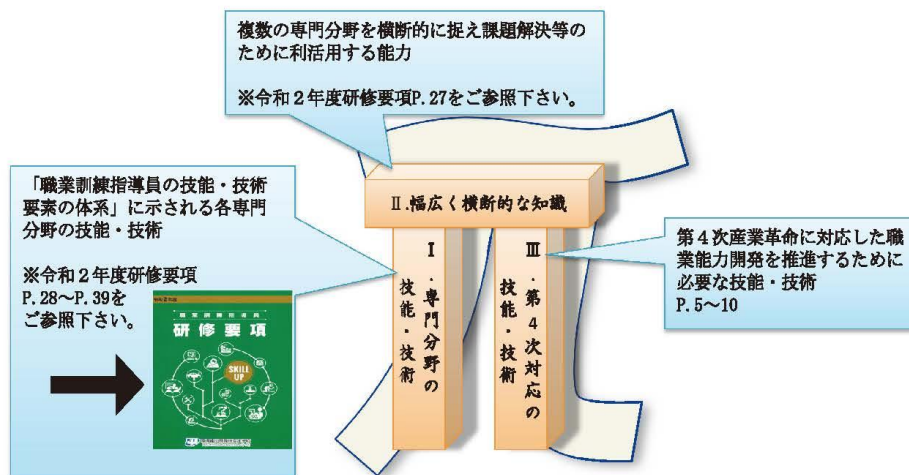 複数の専門分野を横断的に捉え課題解決等の
ために利活用する能力
※令和２年度研修要項P.27をご参照下さい。
「職業訓練指導員の技能・技術
要素の体系」に示される各専門
分野の技能・技術
※令和２年度研修要項
P.28～P.39を
ご参照下さい。
職業訓練指導員
研修要項
SKILL
UP
Ⅱ.幅広く横断的な知識
Ⅰ.専門分野の
技能・技術
Ⅲ.第４次対応の
技能・技術
第４次産業革命に対応した職
業能力開発を推進するために
必要な技能・技術
P.5～10